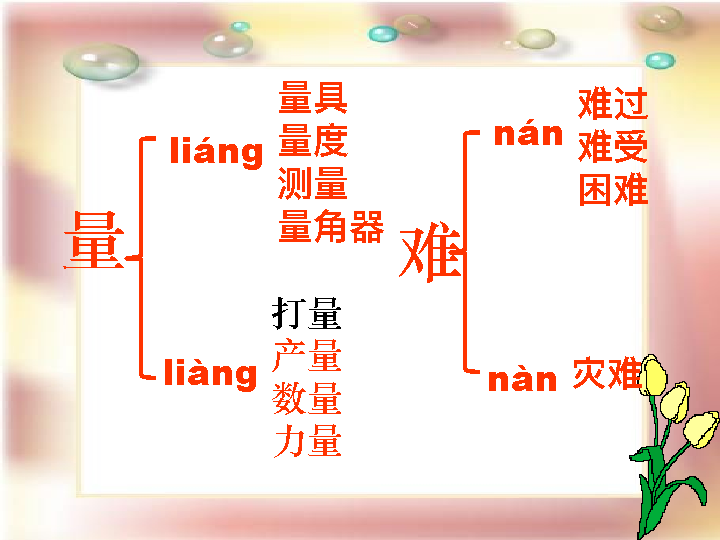 量
liáng
量具
量度
测量
量角器
liàng
打量
产量
数量
力量
难
nán
难过
难受
困难
nàn
灾难